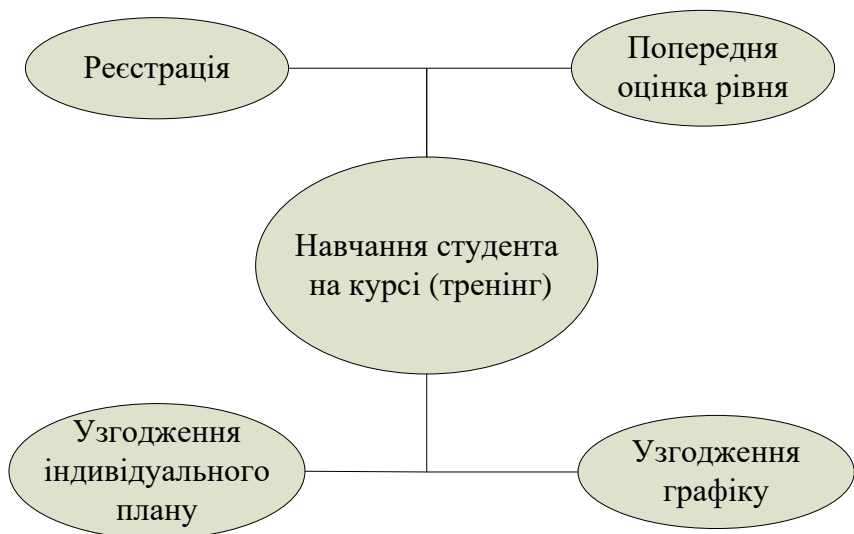 Реєстрація
Попередня
оцінка рівня
Навчання студента
на курсі (тренінг)
Узгодження
індивідуального
плану
Узгодження
графіку